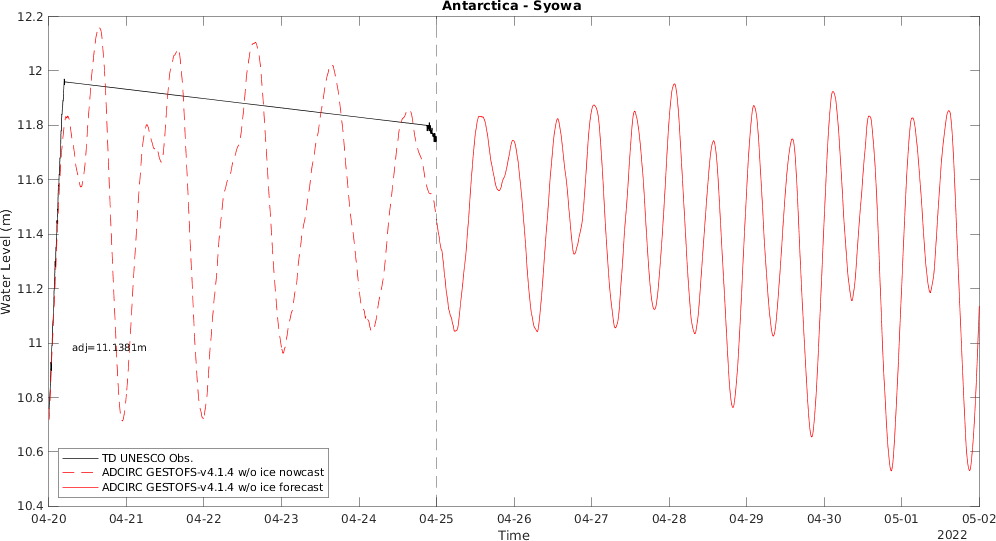 Antarctica - Syowa
Water Level (m)
12.2
12
11.8
11.6
11.4
11.2
11
10.8
10.6
10.4
adj=11.1381m
TD UNESCO Obs.
ADCIRC GESTOFS-v4.1.4 w/o ice nowcast
ADCIRC GESTOFS-v4.1.4 w/o ice forecast
04-20 04-21 04-22 04-23 04-24 04-25 04-26 04-27 04-28 04-29 04-30 05-01 05-02
Time
2022